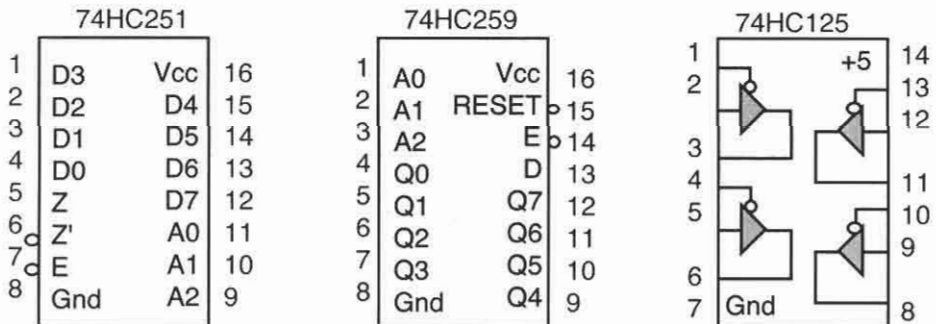 74HC251
1 D3 Vcc 16
2 D2 D4 15
3 D1 D5 14
4 D0 D6 13
5 Z D7 12
6 Z' A0 11
7 E A1 10
8 Gnd A2 9
74HC259
1 A0 Vcc 16
2 A1 RESET 15
3 A2 E 14
4 Q0 D 13
5 Q1 Q7 12
6 Q2 Q6 11
7 Q3 Q5 10
8 Gnd Q4 9
74HC125
1 +5 14
2 13
3 12
4 11
5 10
6 9
7 Gnd 8